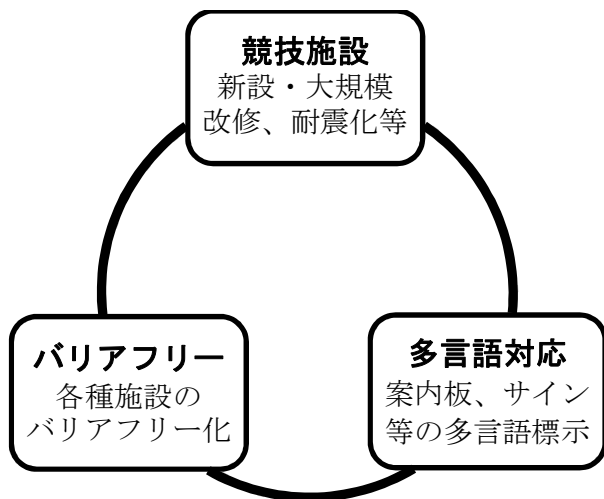 競技施設
新設・大規模
改修、耐震化等
バリアフリー
各種施設の
バリアフリー化
多言語対応
案内板、サイン
等の多言語標示